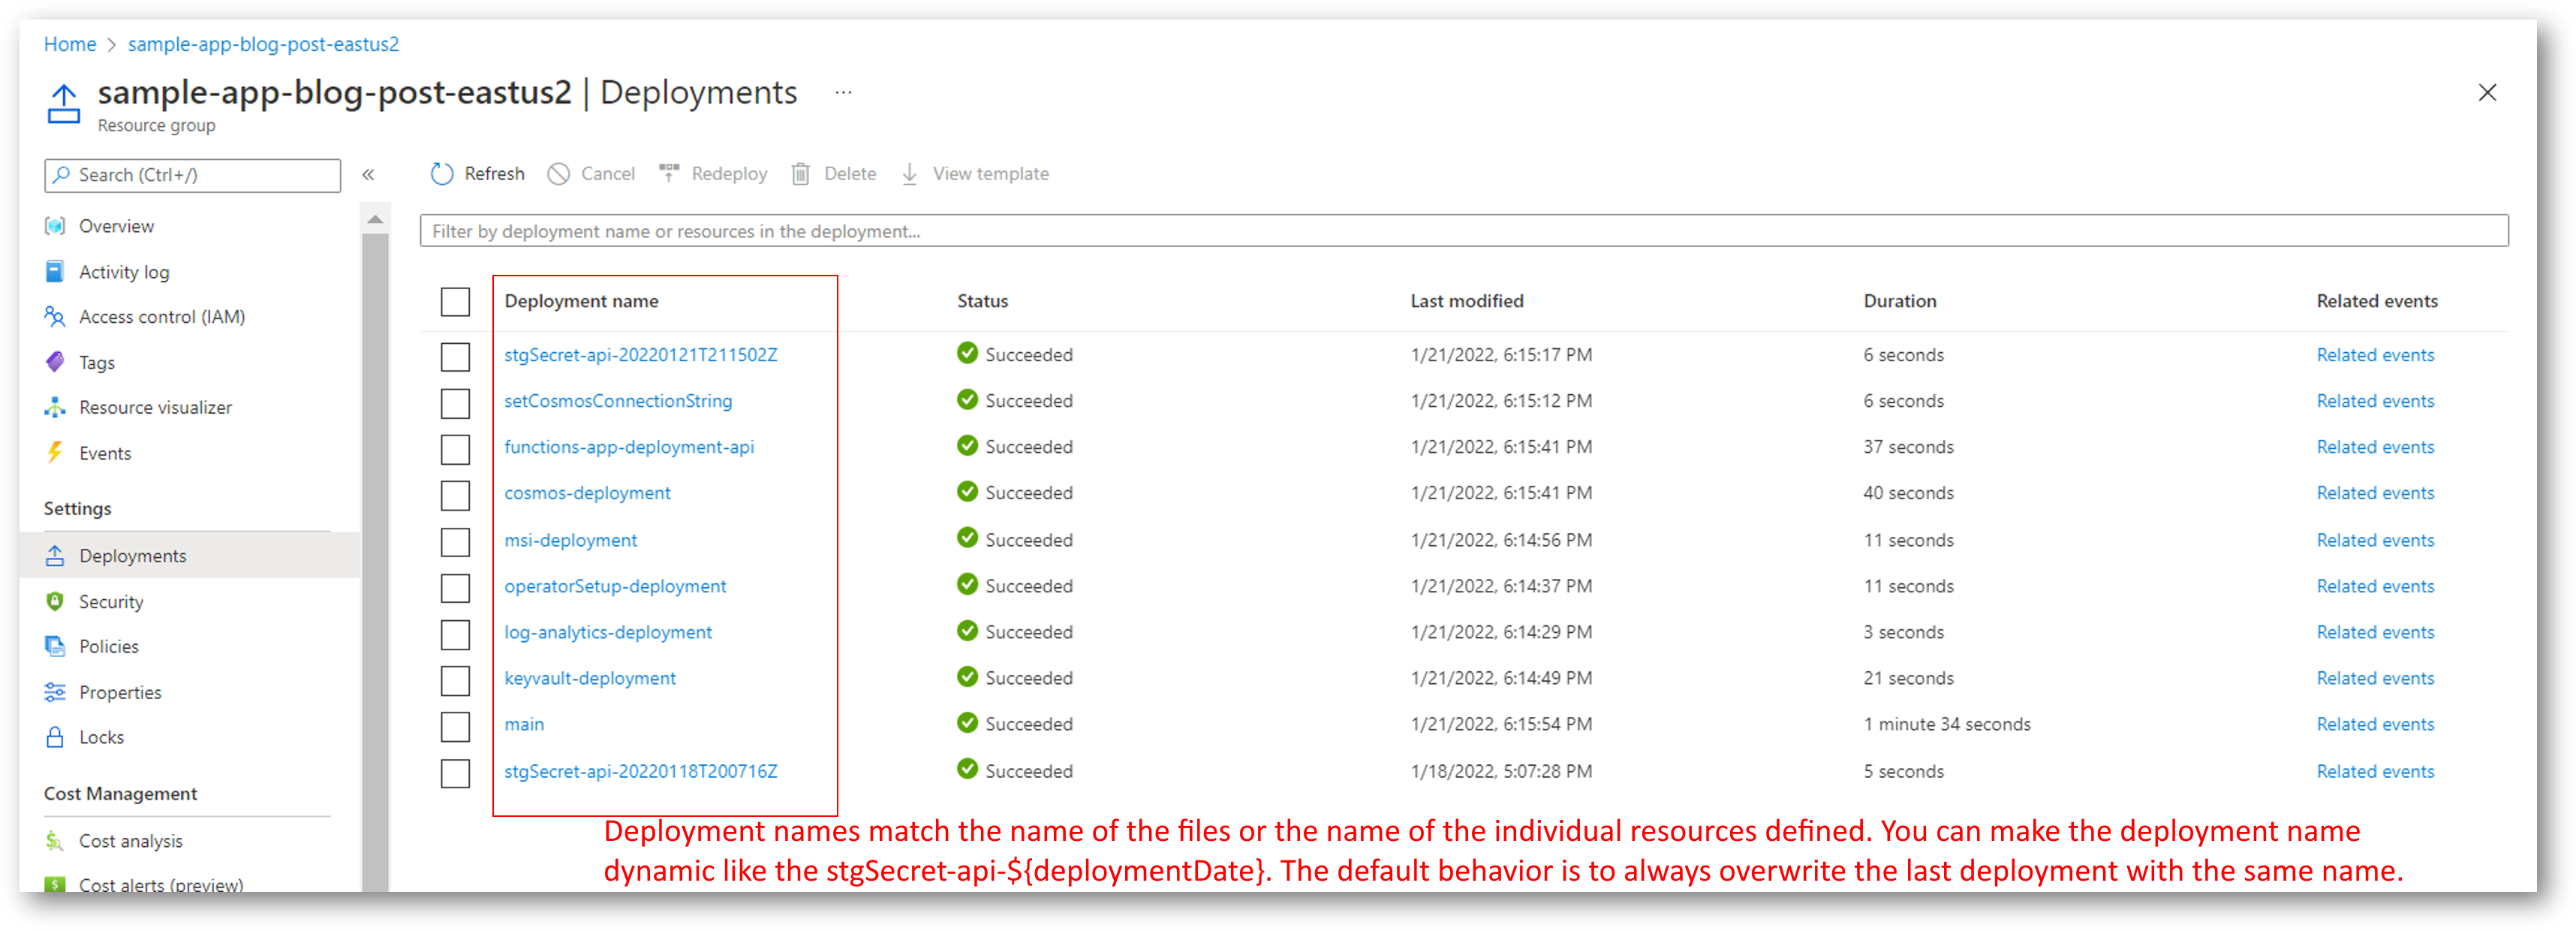 Home > sample-app-blog-post-eastus2
sample-app-blog-post-eastus2 | Deployments ...
Resource group
Search (Ctrl+/) «
Refresh Cancel Redeploy Delete View template
Filter by deployment name or resources in the deployment...
Overview
Activity log
Access control (IAM)
Tags
Resource visualizer
Events
Settings
Deployments
Security
Policies
Properties
Locks
Cost Management
Cost analysis
Cost alerts (preview)
Deployment name Status Last modified Duration Related events
stgSecret-api-20220121T211502Z Succeeded 1/21/2022, 6:15:17 PM 6 seconds Related events
setCosmosConnectionString Succeeded 1/21/2022, 6:15:12 PM 6 seconds Related events
functions-app-deployment-api Succeeded 1/21/2022, 6:15:41 PM 37 seconds Related events
cosmos-deployment Succeeded 1/21/2022, 6:15:41 PM 40 seconds Related events
msi-deployment Succeeded 1/21/2022, 6:14:56 PM 11 seconds Related events
operatorSetup-deployment Succeeded 1/21/2022, 6:14:37 PM 11 seconds Related events
log-analytics-deployment Succeeded 1/21/2022, 6:14:29 PM 3 seconds Related events
keyvault-deployment Succeeded 1/21/2022, 6:14:49 PM 21 seconds Related events
main Succeeded 1/21/2022, 6:15:54 PM 1 minute 34 seconds Related events
stgSecret-api-20220118T200716Z Succeeded 1/18/2022, 5:07:28 PM 5 seconds Related events
Deployment names match the name of the files or the name of the individual resources defined. You can make the deployment name
dynamic like the stgSecret-api-${deploymentDate}. The default behavior is to always overwrite the last deployment with the same name.